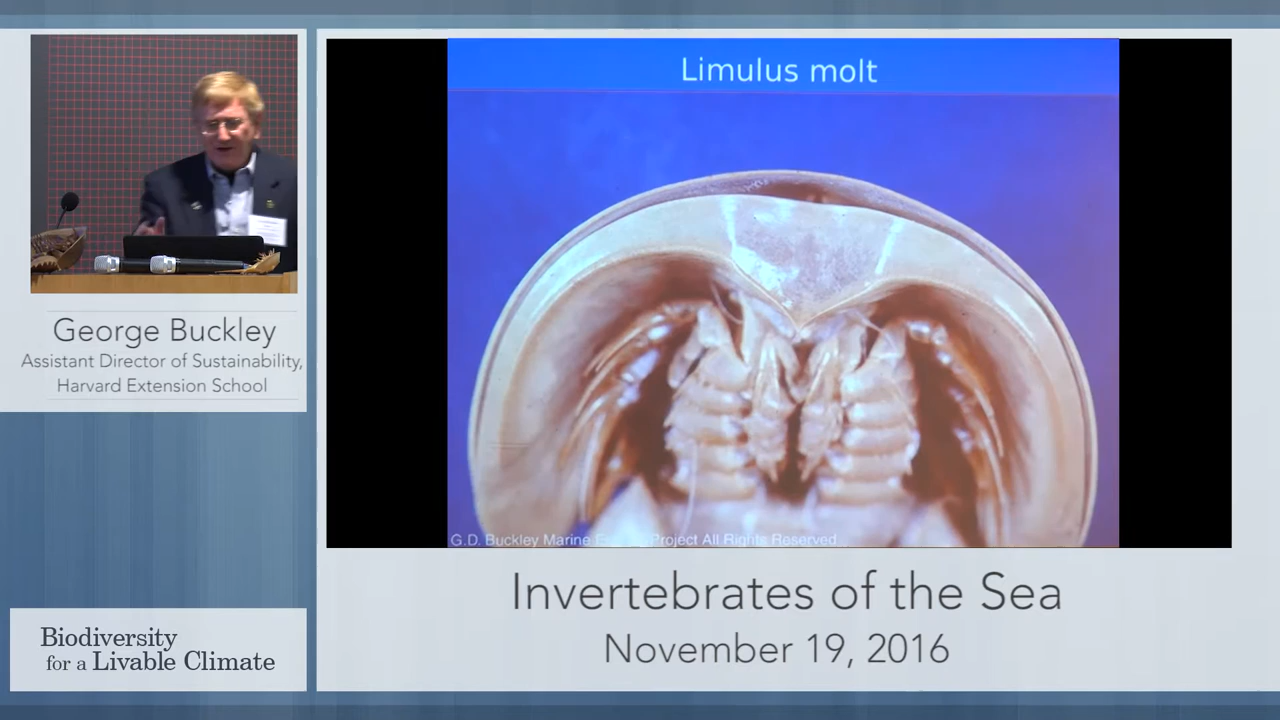 Limulus molt
G.D. Buckley Marine Project All Rights Reserved
George Buckley
Assistant Director of Sustainability,
Harvard Extension School
Invertebrates of the Sea
November 19, 2016
Biodiversity
for a Livable Climate